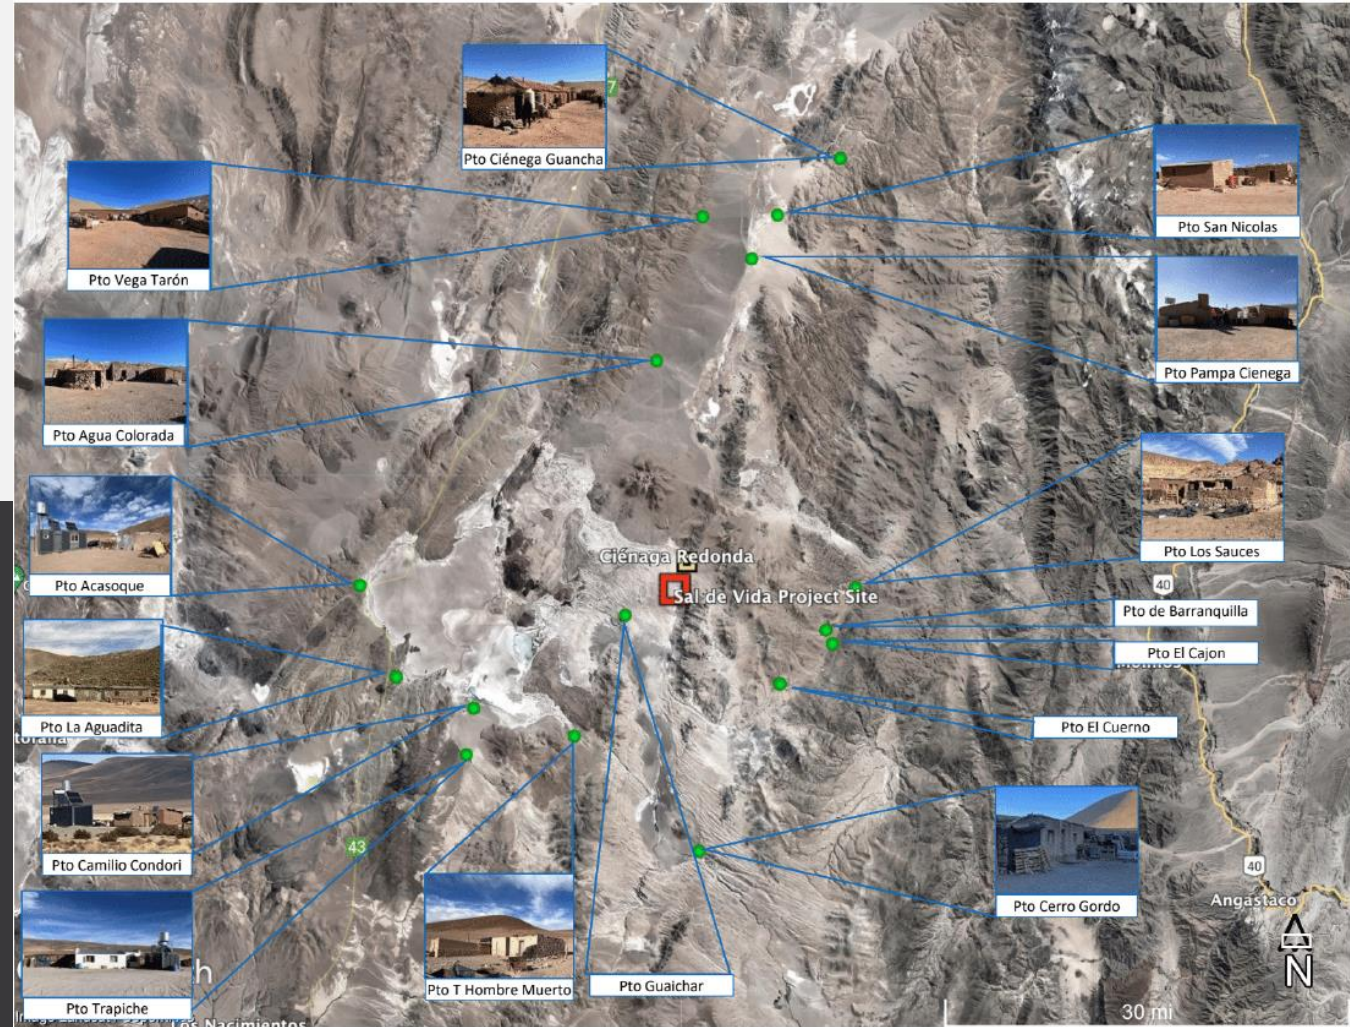 7
Pto Ciénega Guancha
Pto San Nicolas
Pto Vega Tarón
Pto Pampa Cienega
Pto Agua Colorada
Pto Los Sauces
Ciénaga Redonda
Sal de Vida Project Site
Pto Acasoque
40
Pto de Barranquilla
Pto El Cajon
Pto La Aguadita
Pto El Cuerno
43
Pto Camilio Condori
40
Angastaco
Pto Cerro Gordo
Pto T Hombre Muerto
Pto Guaichar
Pto Trapiche
N
30 mi
Los Nacimientos